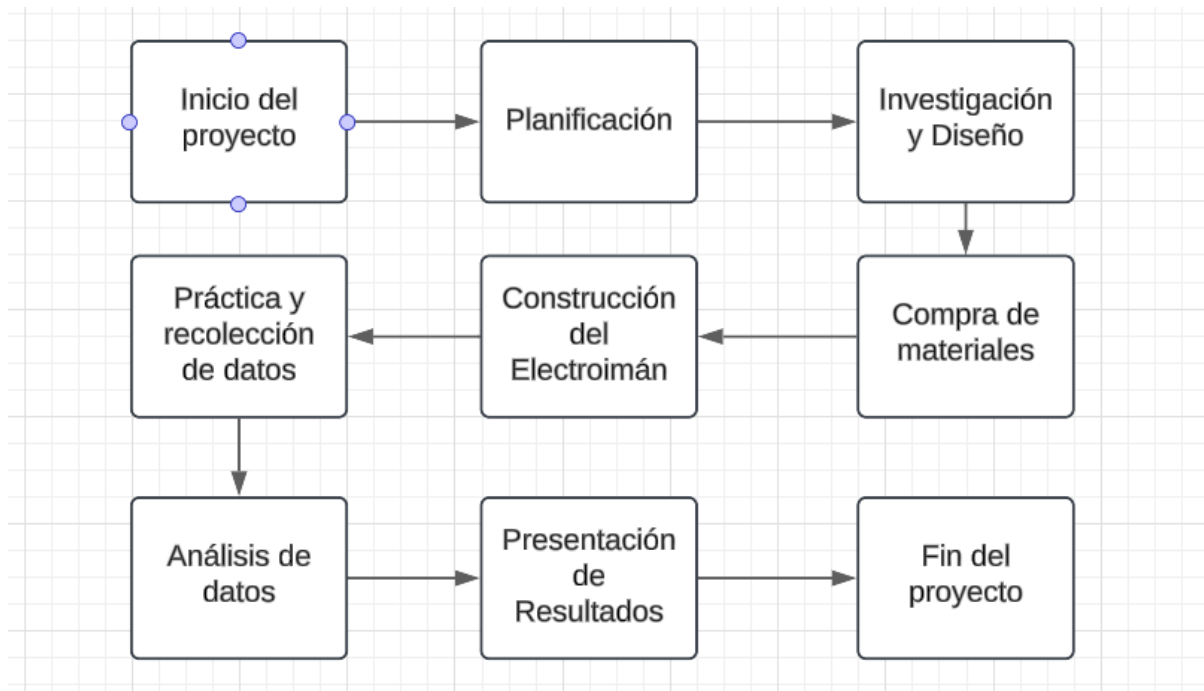 Inicio del
proyecto
Planificación
Investigación
y Diseño
Compra de
materiales
Construcción
del
Electroimán
Práctica y
recolección
de datos
Análisis de
datos
Presentación
de
Resultados
Fin del
proyecto